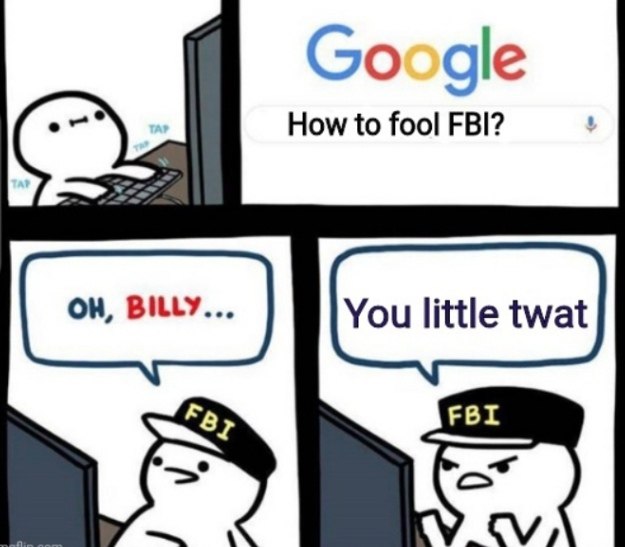 TAP
TAP
TAP
Google
How to fool FBI?
OH, BILLY...
You little twat
FBI
FBI